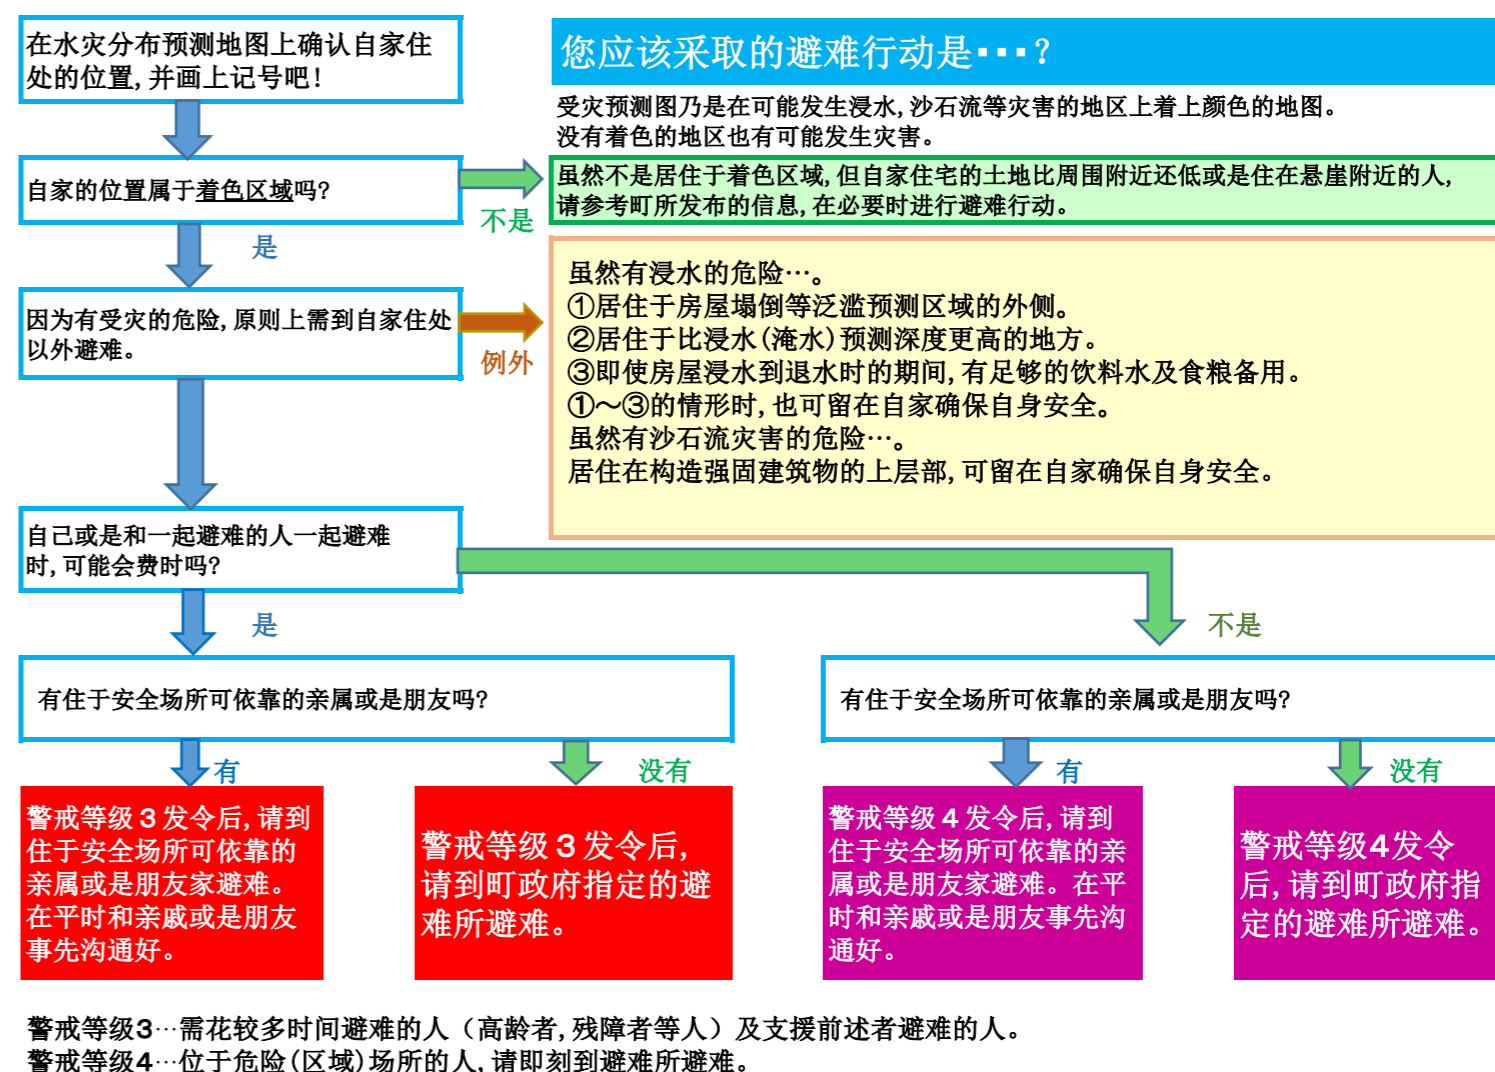 在水灾分布预测地图上确认自家住
处的位置,并画上记号吧!
您应该采取的避难行动是▪▪▪?
受灾预测图乃是在可能发生浸水,沙石流等灾害的地区上着上颜色的地图。
没有着色的地区也有可能发生灾害。
自家的位置属于着色区域吗?
不是
虽然不是居住于着色区域,但自家住宅的土地比周围附近还低或是住在悬崖附近的人,
请参考町所发布的信息,在必要时进行避难行动。
是
因为有受灾的危险,原则上需到自家住处
以外避难。
例外
虽然有浸水的危险…。
①居住于房屋塌倒等泛滥预测区域的外侧。
②居住于比浸水(淹水)预测深度更高的地方。
③即使房屋浸水到退水时的期间,有足够的饮料水及食粮备用。
①～③的情形时,也可留在自家确保自身安全。
虽然有沙石流灾害的危险…。
居住在构造强固建筑物的上层部,可留在自家确保自身安全。
自己或是和一起避难的人一起避难
时,可能会费时吗?
是
不是
有住于安全场所可依靠的亲属或是朋友吗?
有住于安全场所可依靠的亲属或是朋友吗?
有
没有
有
没有
警戒等级3发令后,请到
住于安全场所可依靠的
亲属或是朋友家避难。
在平时和亲戚或是朋友
事先沟通好。
警戒等级3发令后,
请到町政府指定的避
难所避难。
警戒等级4发令后,请到
住于安全场所可依靠的亲
属或是朋友家避难。在平
时和亲戚或是朋友事先沟
通好。
警戒等级4发令
后,请到町政府指
定的避难所避难。
警戒等级3…需花较多时间避难的人（高龄者,残障者等人）及支援前述者避难的人。
警戒等级4…位于危险(区域)场所的人,请即刻到避难所避难。